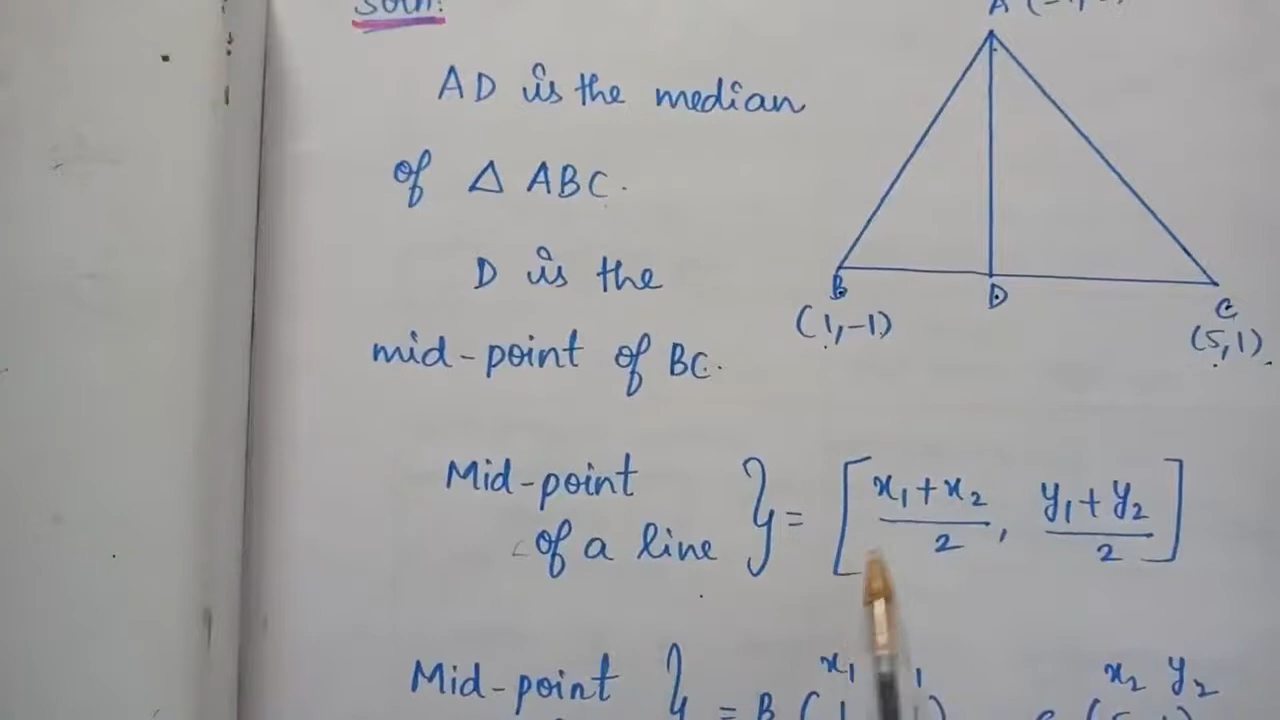 Soln:
AD is the median
of △ ABC.
D is the
mid-point of BC.
A
B
D
C
(1,-1)
(5,1).
Mid-point
of a line } = [ x₁+x₂/2 , y₁+y₂/2 ]
x₁
x₂ y₂
Mid-point } = B (1